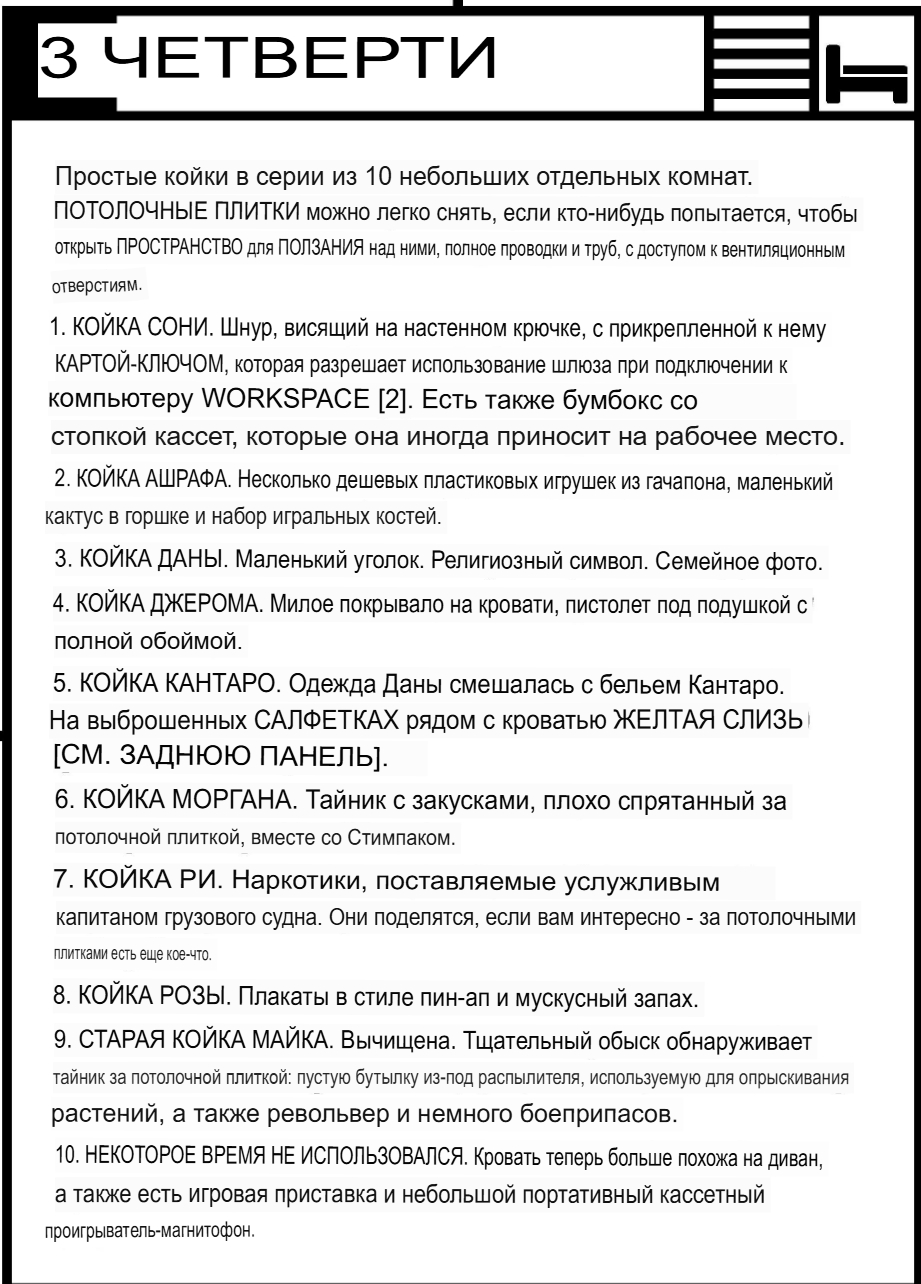 3 ЧЕТВЕРТИ
Простые койки в серии из 10 небольших отдельных комнат.
ПОТОЛОЧНЫЕ ПЛИТКИ можно легко снять, если кто-нибудь попытается, чтобы
открыть ПРОСТРАНСТВО для ПОЛЗАНИЯ над ними, полное проводки и труб, с доступом к вентиляционным
отверстиям.
1. КОЙКА СОНИ. Шнур, висящий на настенном крючке, с прикрепленной к нему
КАРТОЙ-КЛЮЧОМ, которая разрешает использование шлюза при подключении к
компьютеру WORKSPACE [2]. Есть также бумбокс со
стопкой кассет, которые она иногда приносит на рабочее место.
2. КОЙКА АШРАФА. Несколько дешевых пластиковых игрушек из гачапона, маленький
кактус в горшке и набор игральных костей.
3. КОЙКА ДАНЫ. Маленький уголок. Религиозный символ. Семейное фото.
4. КОЙКА ДЖЕРОМА. Милое покрывало на кровати, пистолет под подушкой с
полной обоймой.
5. КОЙКА КАНТАРО. Одежда Даны смешалась с бельем Кантаро.
На выброшенных САЛФЕТКАХ рядом с кроватью ЖЕЛТАЯ СЛИЗЬ
[СМ. ЗАДНЮЮ ПАНЕЛЬ].
6. КОЙКА МОРГАНА. Тайник с закусками, плохо спрятанный за
потолочной плиткой, вместе со Стимпаком.
7. КОЙКА РИ. Наркотики, поставляемые услужливым
капитаном грузового судна. Они поделятся, если вам интересно - за потолочными
плитками есть еще кое-что.
8. КОЙКА РОЗЫ. Плакаты в стиле пин-ап и мускусный запах.
9. СТАРАЯ КОЙКА МАЙКА. Вычищена. Тщательный обыск обнаруживает
тайник за потолочной плиткой: пустую бутылку из-под распылителя, используемую для опрыскивания
растений, а также револьвер и немного боеприпасов.
10. НЕКОТОРОЕ ВРЕМЯ НЕ ИСПОЛЬЗОВАЛСЯ. Кровать теперь больше похожа на диван,
а также есть игровая приставка и небольшой портативный кассетный
проигрыватель-магнитофон.